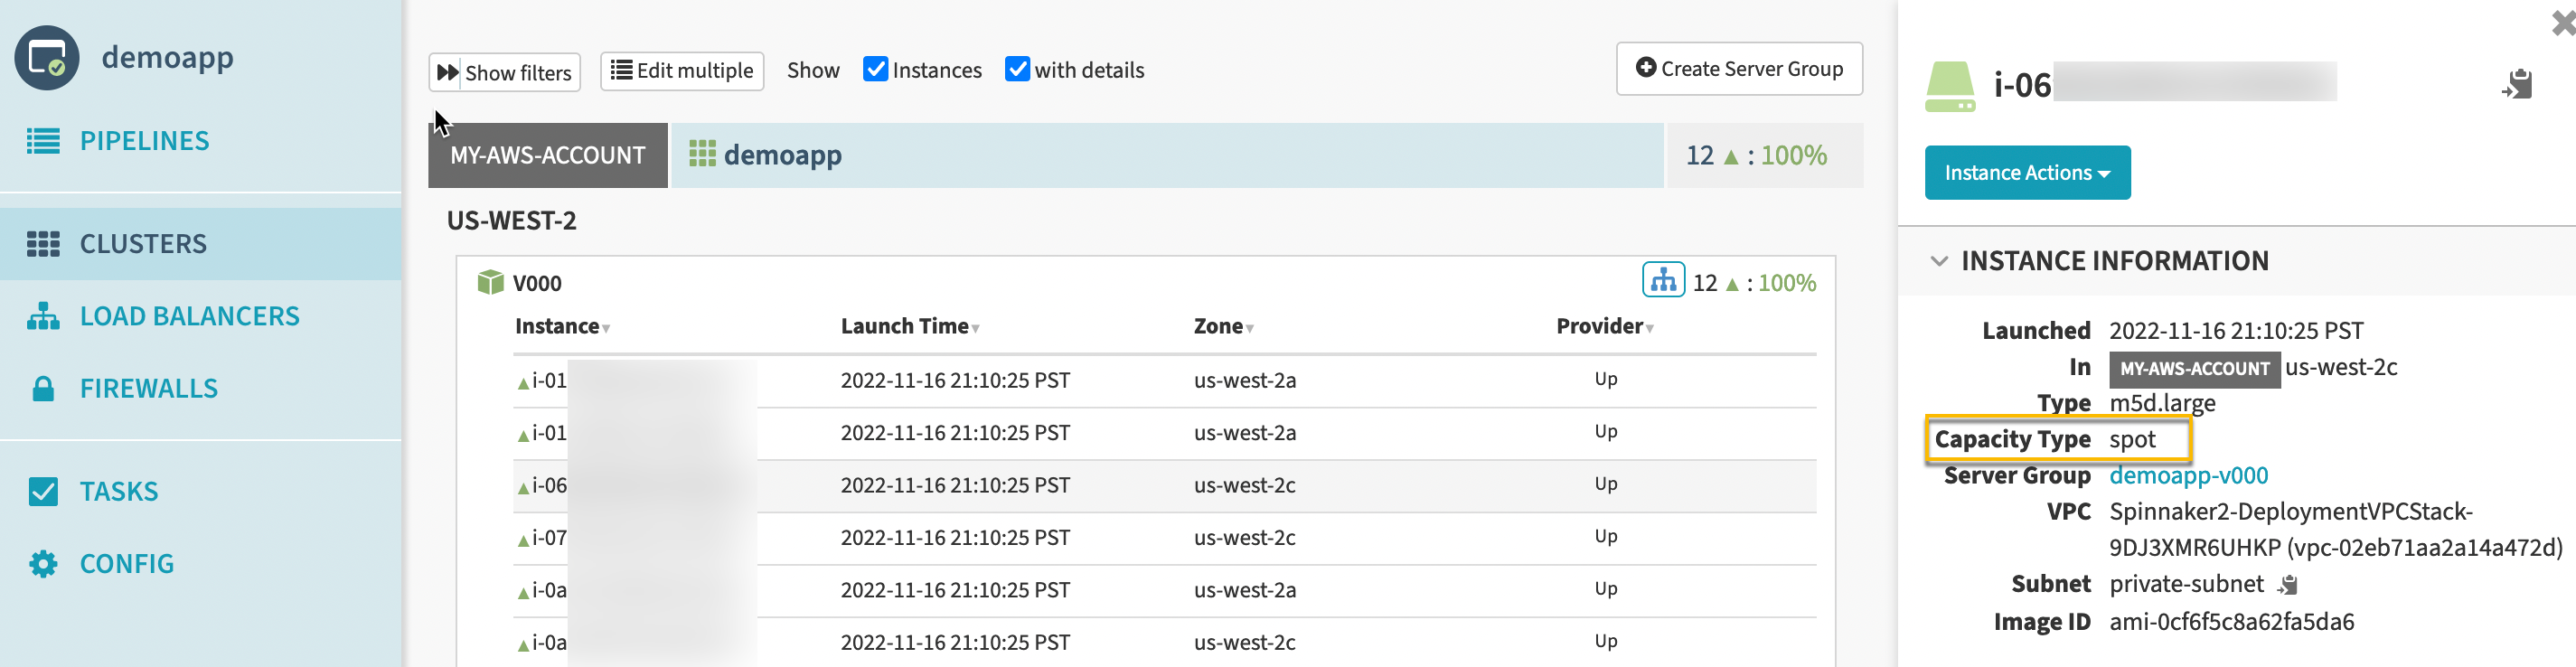 demoapp
PIPELINES
CLUSTERS
LOAD BALANCERS
FIREWALLS
TASKS
CONFIG
Show filters Edit multiple Show Instances with details Create Server Group
MY-AWS-ACCOUNT demoapp 12 ▲ : 100%
US-WEST-2
V000 12 ▲ : 100%
Instance Launch Time Zone Provider
i-01 2022-11-16 21:10:25 PST us-west-2a Up
i-01 2022-11-16 21:10:25 PST us-west-2a Up
i-06 2022-11-16 21:10:25 PST us-west-2c Up
i-07 2022-11-16 21:10:25 PST us-west-2c Up
i-0a 2022-11-16 21:10:25 PST us-west-2a Up
i-0a 2022-11-16 21:10:25 PST us-west-2c Up
i-06
Instance Actions
INSTANCE INFORMATION
Launched 2022-11-16 21:10:25 PST
In MY-AWS-ACCOUNT us-west-2c
Type m5d.large
Capacity Type spot
Server Group demoapp-v000
VPC Spinnaker2-DeploymentVPCStack-
9DJ3XMR6UHKP (vpc-02eb71aa2a14a472d)
Subnet private-subnet
Image ID ami-0cf6f5c8a62fa5da6